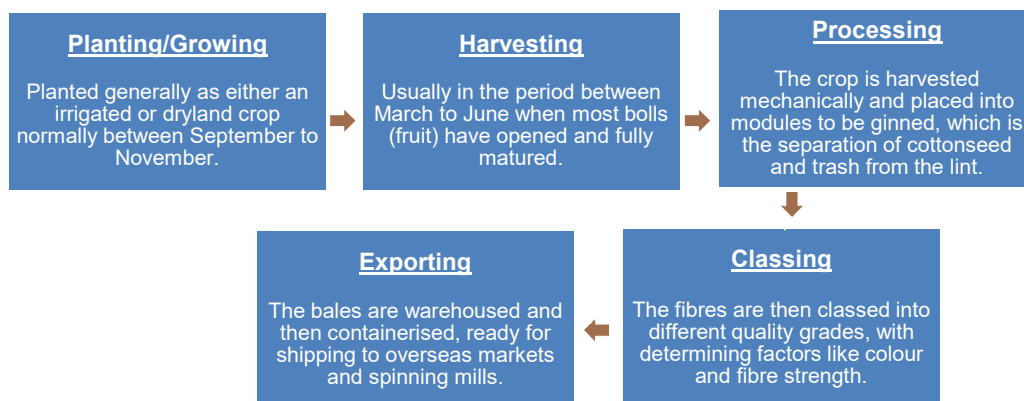 Planting/Growing
Planted generally as either an
irrigated or dryland crop
normally between September to
November.
Harvesting
Usually in the period between
March to June when most bolls
(fruit) have opened and fully
matured.
Processing
The crop is harvested
mechanically and placed into
modules to be ginned, which is
the separation of cottonseed
and trash from the lint.
Classing
The fibres are then classed into
different quality grades, with
determining factors like colour
and fibre strength.
Exporting
The bales are warehoused and
then containerised, ready for
shipping to overseas markets
and spinning mills.